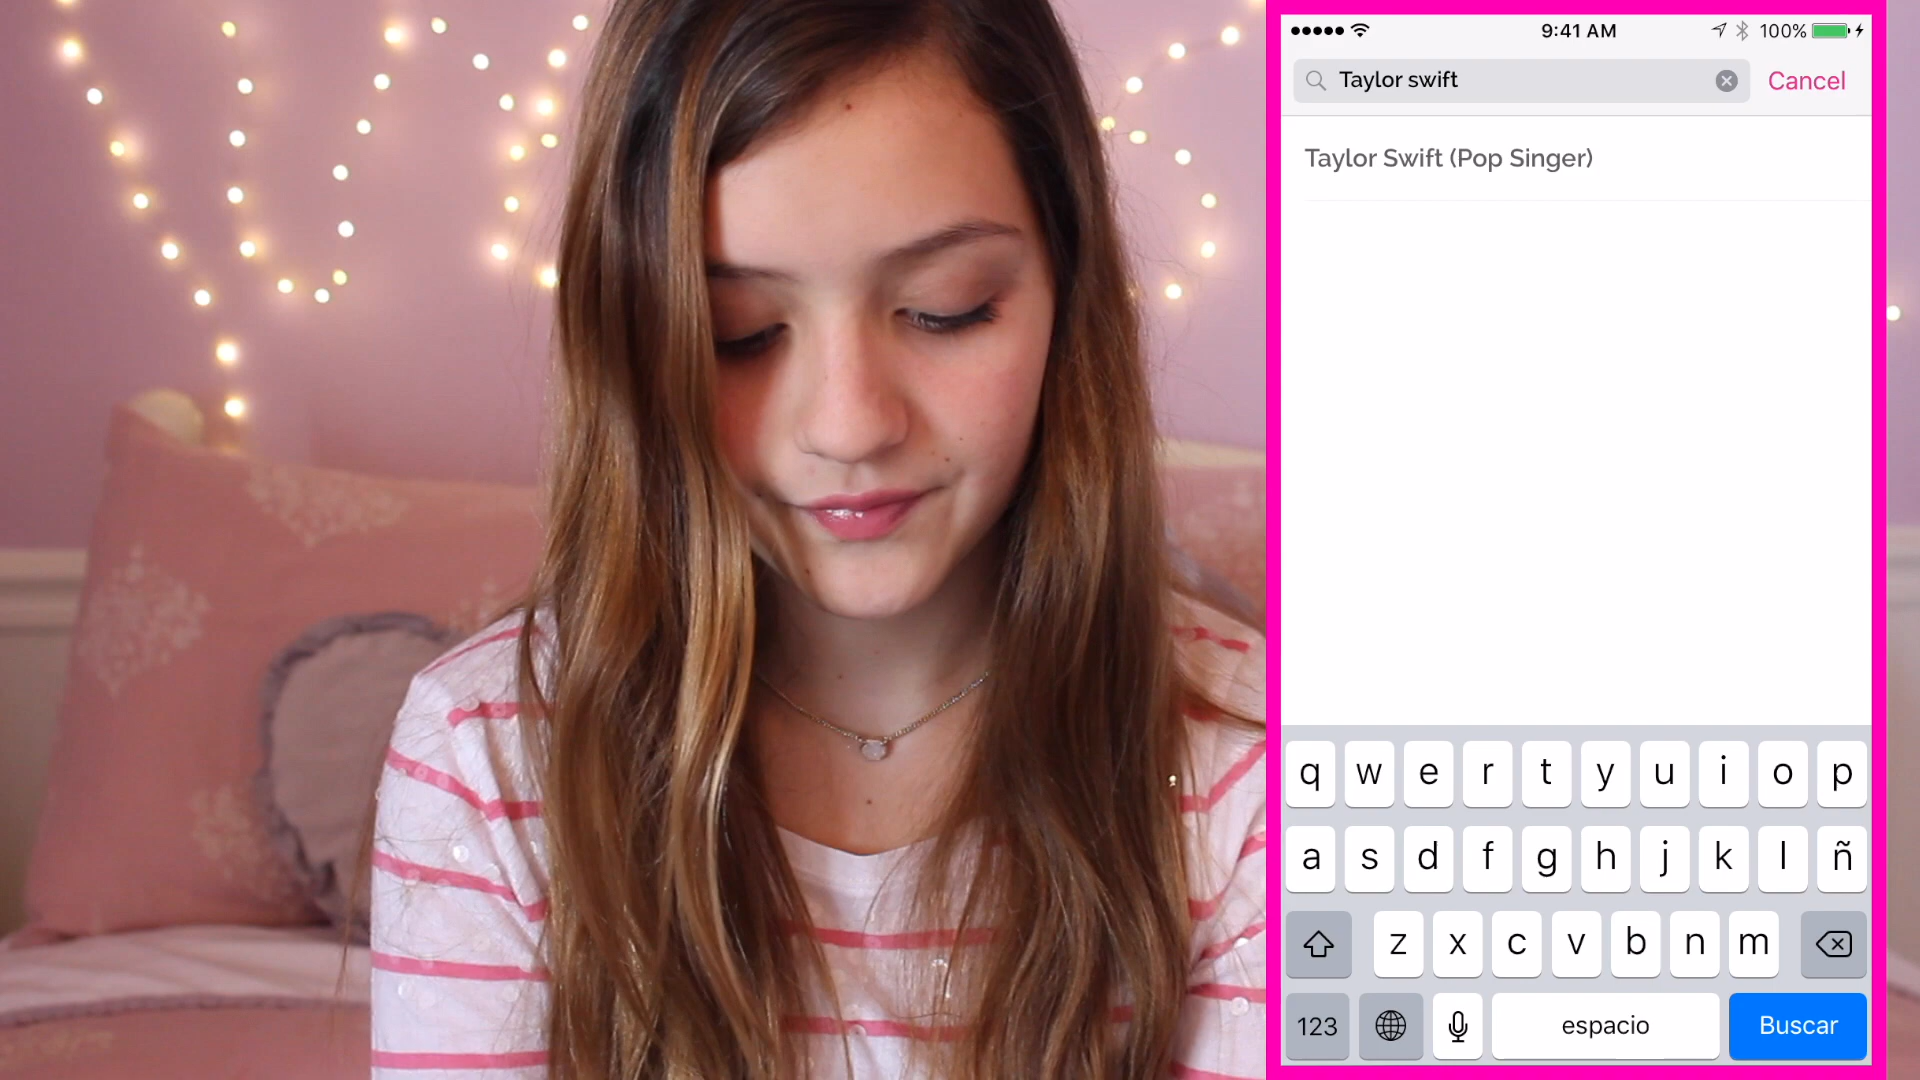 9:41 AM 100%
Taylor swift Cancel
Taylor Swift (Pop Singer)
q w e r t y u i o p
a s d f g h j k l ñ
z x c v b n m
123 espacio Buscar